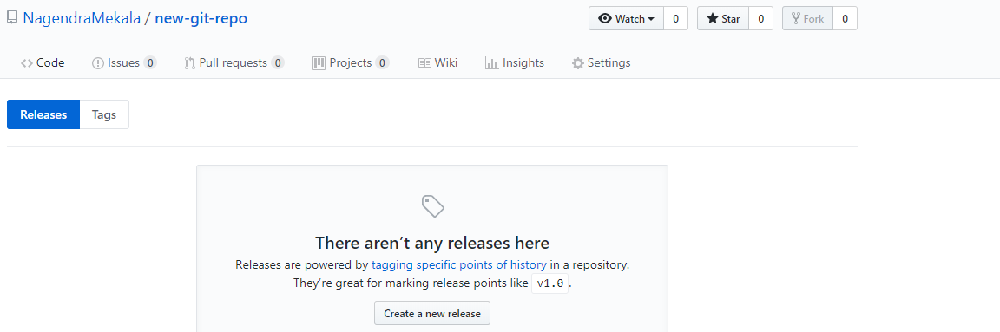 NagendraMekala / new-git-repo
Watch 0 Star 0 Fork 0
Code Issues 0 Pull requests 0 Projects 0 Wiki Insights Settings
Releases Tags
There aren’t any releases here
Releases are powered by tagging specific points of history in a repository.
They’re great for marking release points like v1.0.
Create a new release